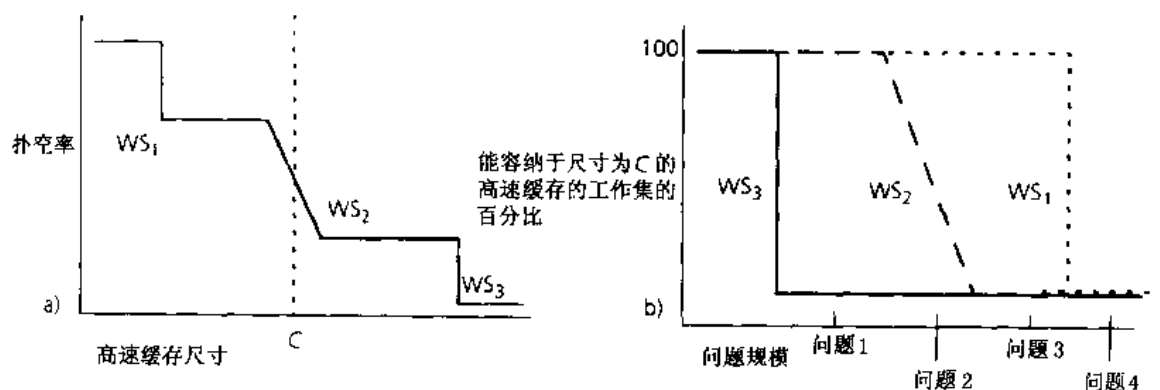 扑空率
WS₁
WS₂
WS₃
a)
C
高速缓存尺寸
100
能容纳于尺寸为C的
高速缓存的工作集的
百分比
WS₃
WS₂
WS₁
b)
问题规模
问题1
问题2
问题3
问题4